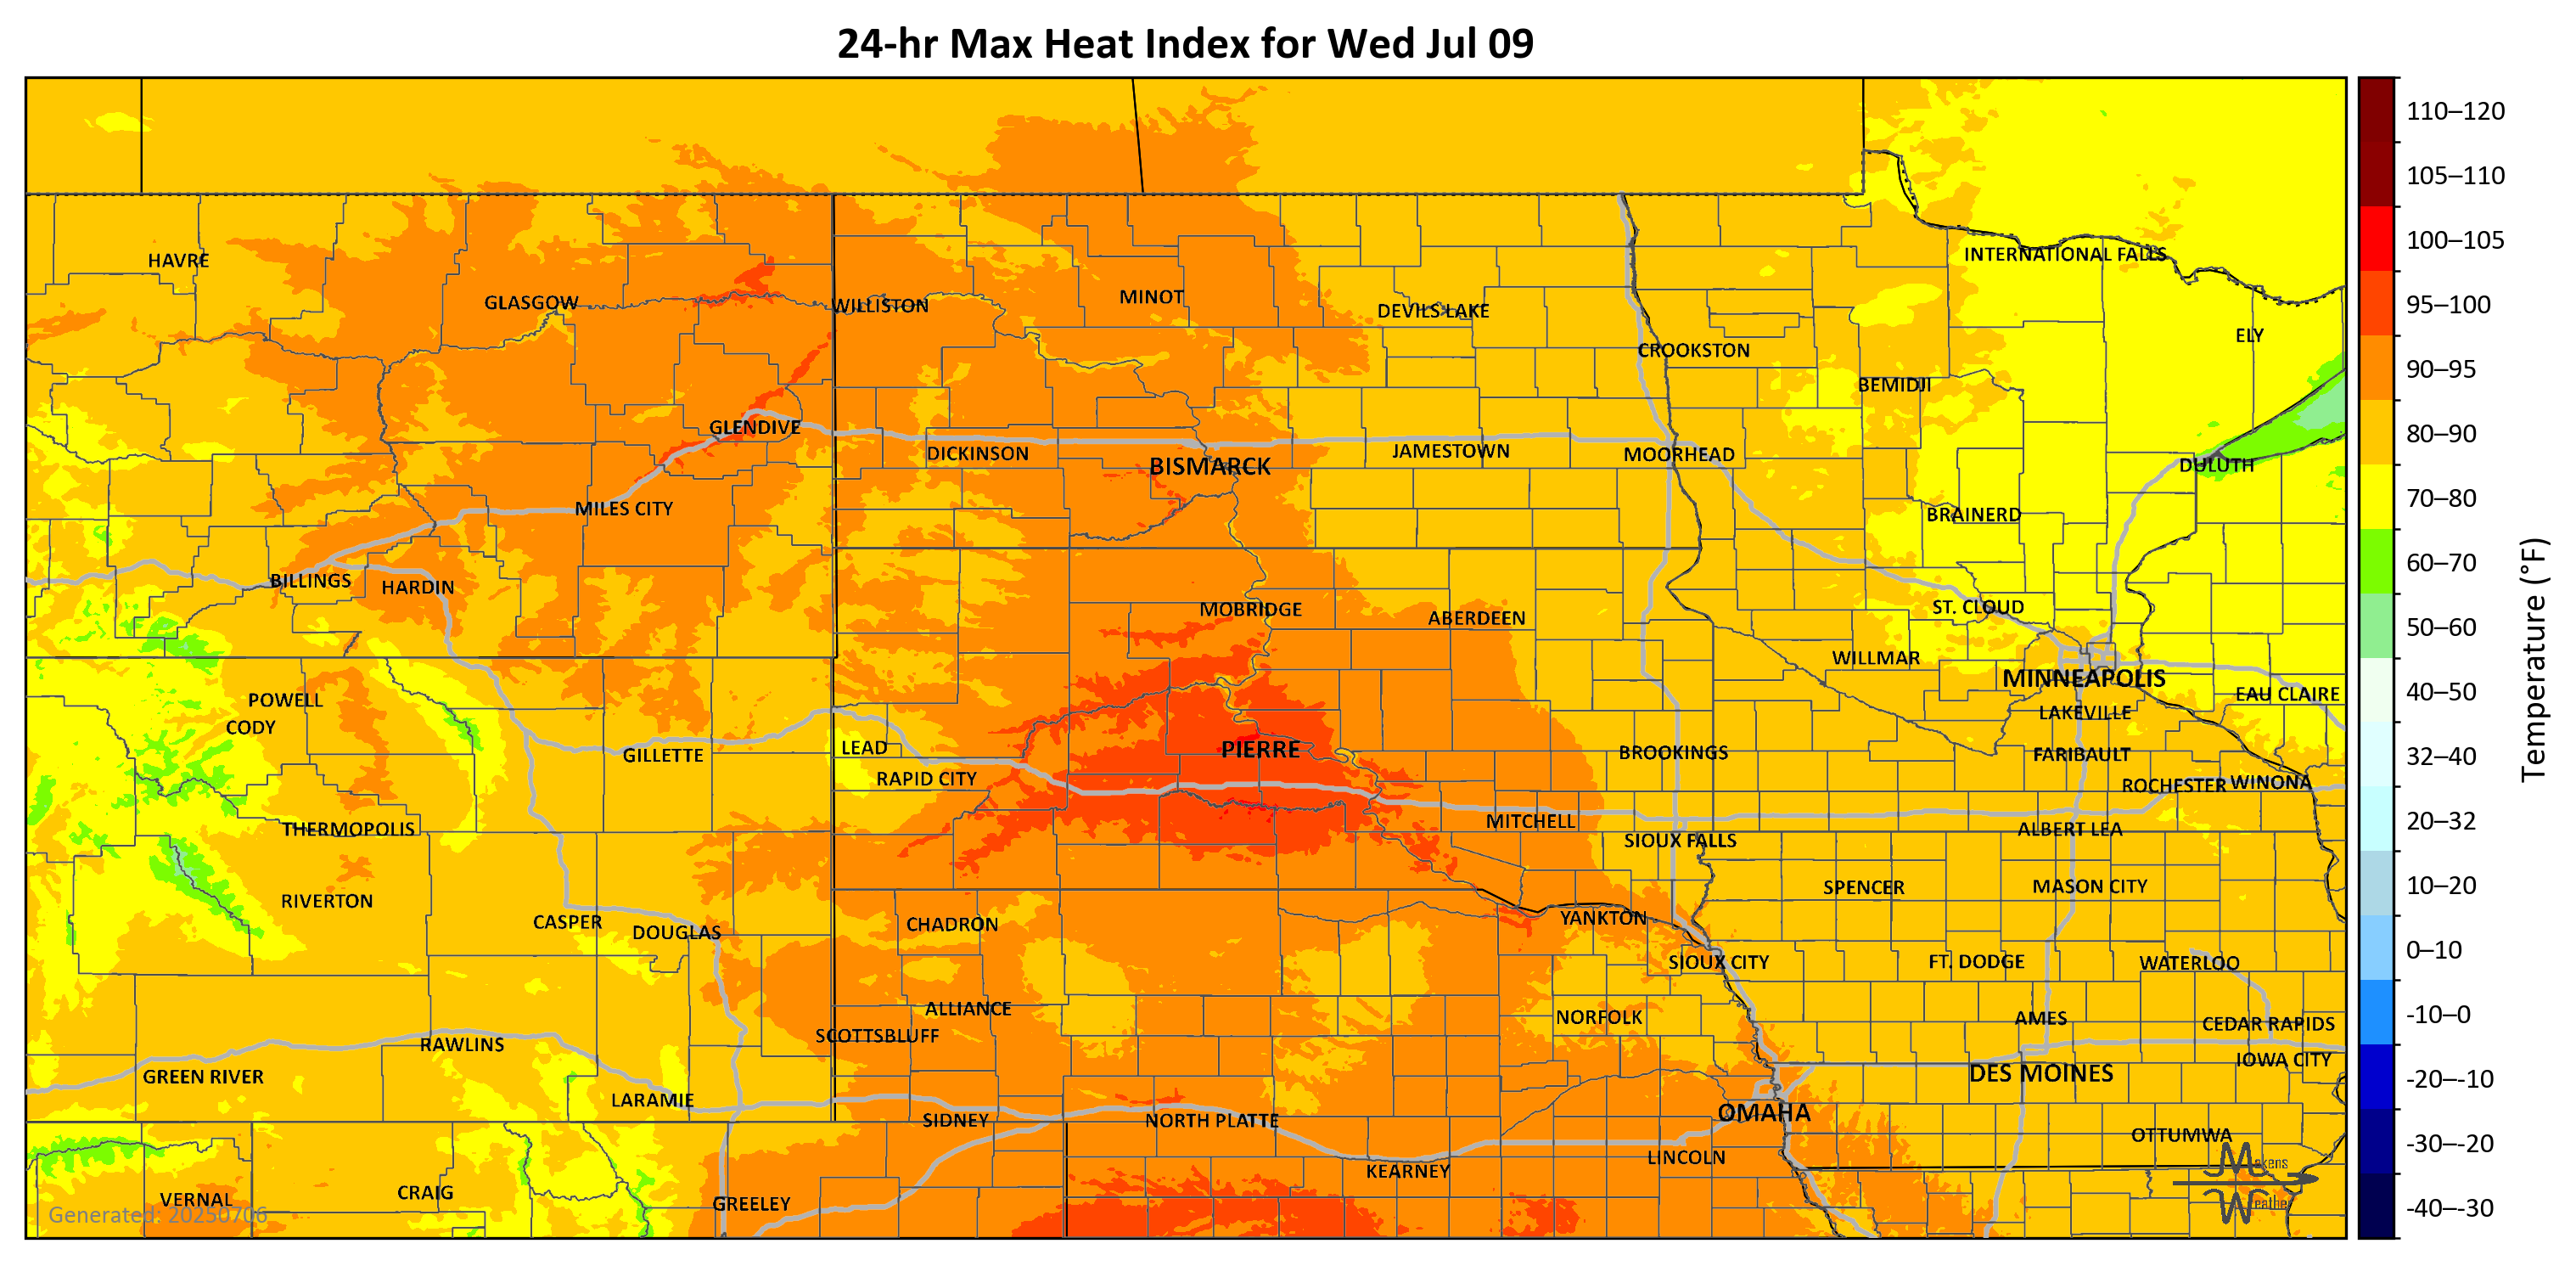 24-hr Max Heat Index for Wed Jul 09
110–120
105–110
100–105
95–100
90–95
80–90
70–80
60–70
50–60
40–50
32–40
20–32
10–20
0–10
-10–0
-20–-10
-30–-20
-40–-30
Temperature (°F)
HAVRE
GLASGOW
WILLISTON
MINOT
DEVILS LAKE
CROOKSTON
INTERNATIONAL FALLS
ELY
BEMIDJI
GLENDIVE
DICKINSON
BISMARCK
JAMESTOWN
MOORHEAD
DULUTH
MILES CITY
BRAINERD
BILLINGS
HARDIN
MOBRIDGE
ABERDEEN
ST. CLOUD
WILLMAR
MINNEAPOLIS
EAU CLAIRE
POWELL
CODY
LAKEVILLE
GILLETTE
LEAD
PIERRE
BROOKINGS
FARIBAULT
RAPID CITY
ROCHESTER
WINONA
THERMOPOLIS
MITCHELL
SIOUX FALLS
ALBERT LEA
RIVERTON
SPENCER
MASON CITY
CASPER
DOUGLAS
CHADRON
YANKTON
SIOUX CITY
FT. DODGE
WATERLOO
ALLIANCE
SCOTTSBLUFF
NORFOLK
AMES
CEDAR RAPIDS
RAWLINS
IOWA CITY
GREEN RIVER
DES MOINES
LARAMIE
SIDNEY
NORTH PLATTE
OMAHA
OTTUMWA
KEARNEY
LINCOLN
VERNAL
CRAIG
GREELEY
Generated: 20250706
Makens
Weather